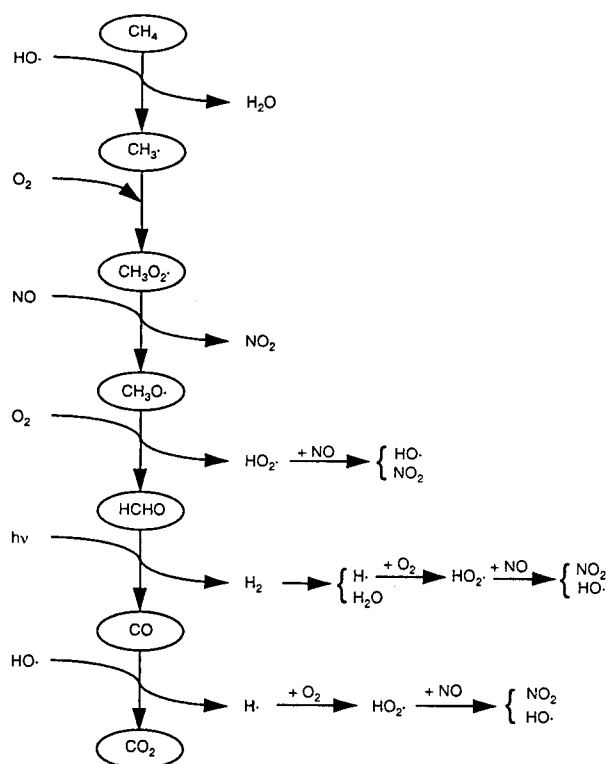 CH₄
HO·
H₂O
CH₃·
O₂
CH₃O₂·
NO
NO₂
CH₃O·
O₂
HO₂· + NO { HO·
NO₂
HCHO
hν
H₂ { H· + O₂ HO₂· + NO { NO₂
H₂O HO·
CO
HO·
H· + O₂ HO₂· + NO { NO₂
HO·
CO₂